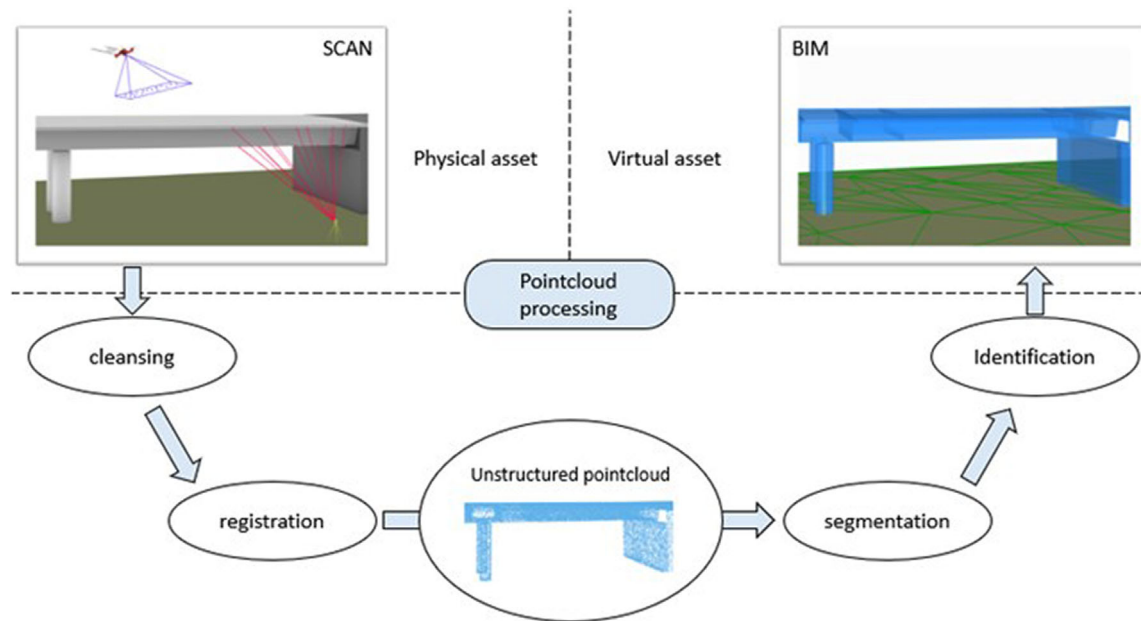 SCAN
BIM
Physical asset
Virtual asset
Pointcloud
processing
cleansing
Identification
Unstructured pointcloud
registration
segmentation